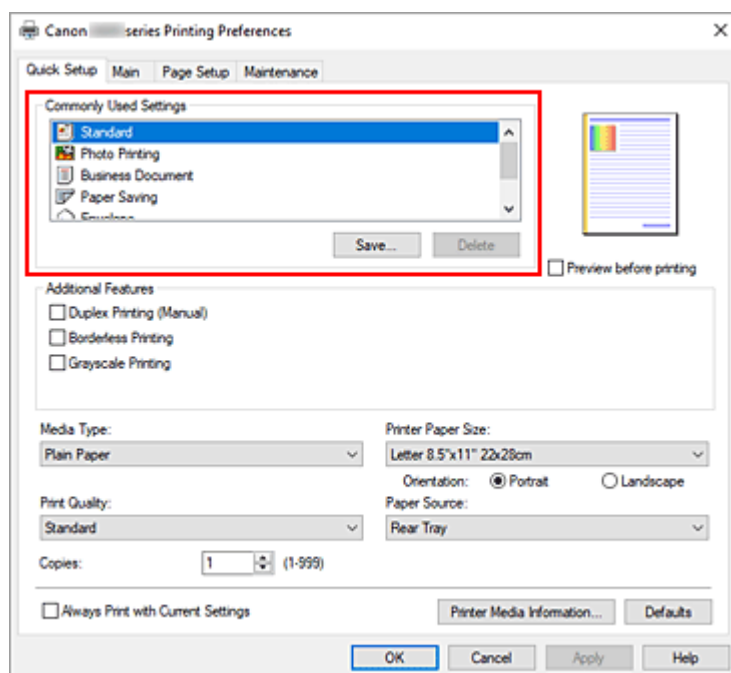 Canon series Printing Preferences
Quick Setup Main Page Setup Maintenance
Commonly Used Settings
Standard
Photo Printing
Business Document
Paper Saving
Save... Delete
Preview before printing
Additional Features
Duplex Printing (Manual)
Borderless Printing
Grayscale Printing
Media Type: Printer Paper Size:
Plain Paper Letter 8.5"x11" 22x28cm
Orientation: Portrait Landscape
Print Quality: Paper Source:
Standard Rear Tray
Copies: 1 (1-999)
Always Print with Current Settings Printer Media Information... Defaults
OK Cancel Apply Help